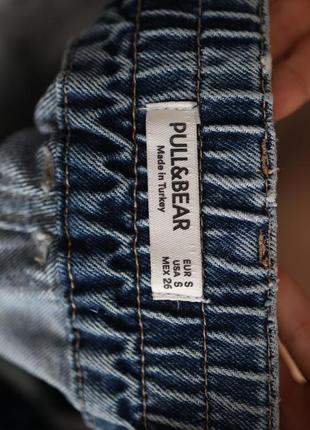 PULL&BEAR
Made in Turkey
EUR S
USA S
MEX 26